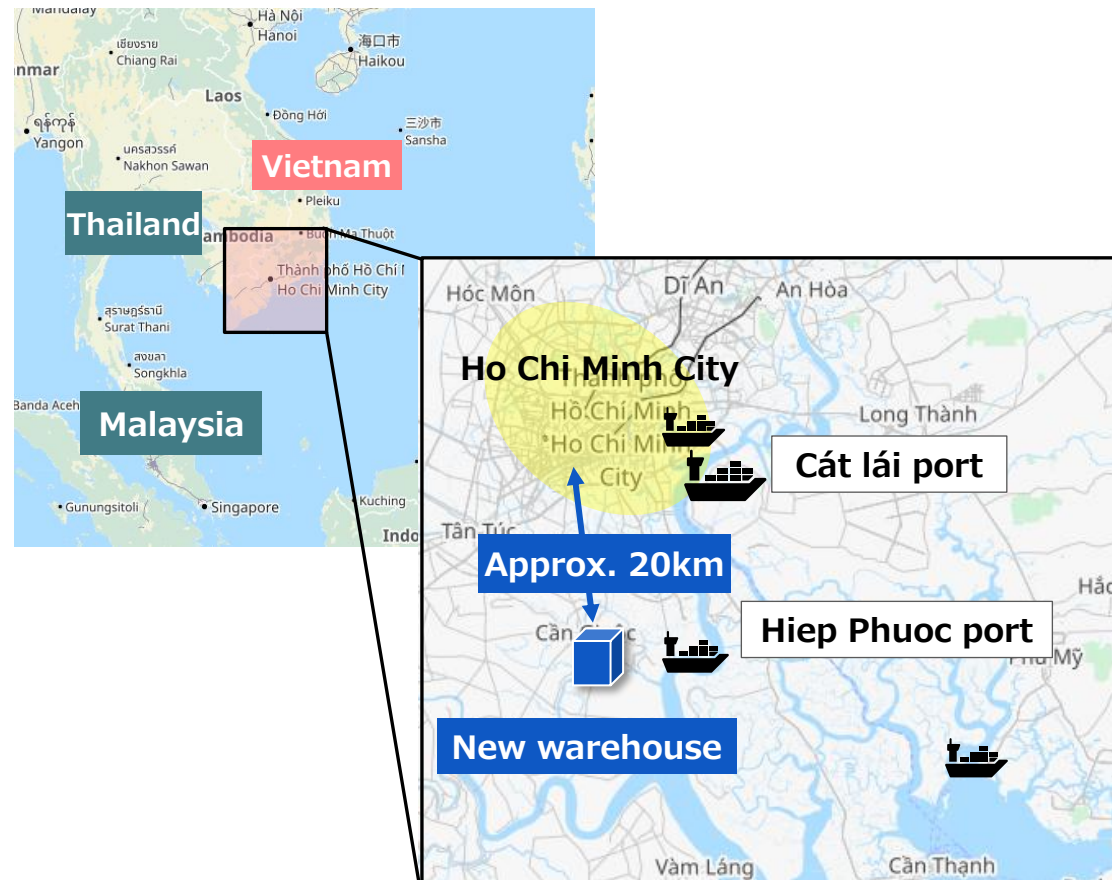 Mandalay
Hà Nội
Hanoi
เชียงราย
Chiang Rai
海口市
Haikou
nmar
Laos
Đồng Hới
ရန်ကုန်
Yangon
三沙市
Sansha
นครสวรรค์
Nakhon Sawan
Vietnam
Pleiku
Thailand
ambodia
Buôn Ma Thuột
Thành phố Hồ Chí
Ho Chi Minh City
สุราษฎร์ธานี
Surat Thani
สงขลา
Songkhla
Banda Aceh
Malaysia
Gunungsitoli
Singapore
Kuching
Indo
Hóc Môn
Dĩ An
An Hòa
Ho Chi Minh City
Thành phố
Hồ Chí Minh
Ho Chi Minh
City
Long Thành
Cát lái port
Tân Túc
Approx. 20km
Hắc
Cần
Hiep Phuoc port
Phú Mỹ
New warehouse
Vàm Láng
Cần Thạnh